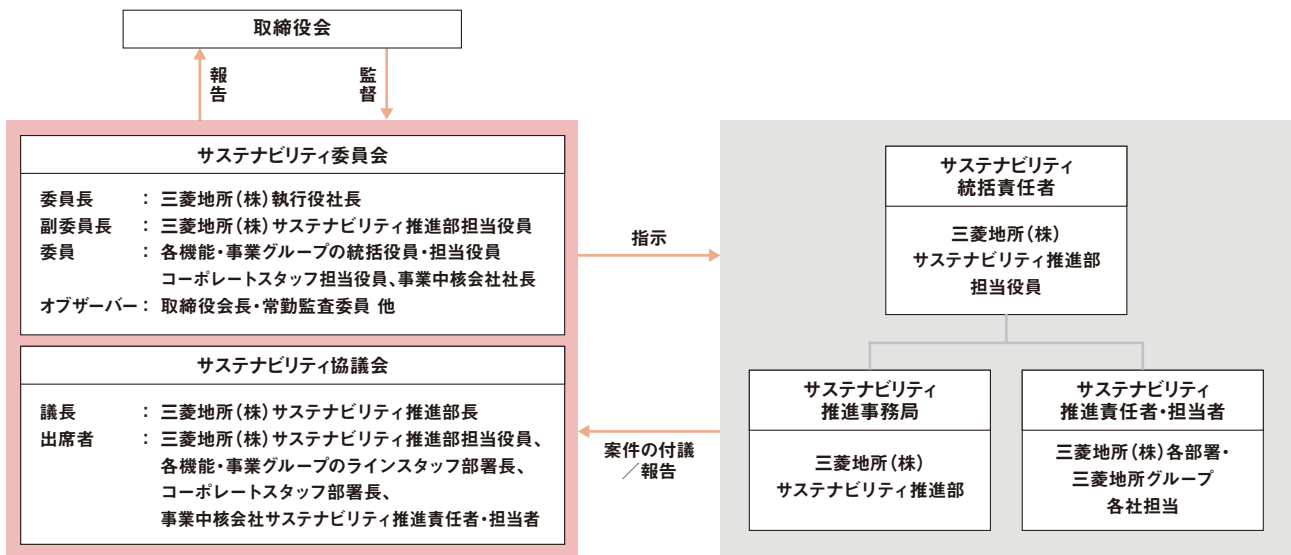 取締役会
報告
監督
サステナビリティ委員会
委員長 : 三菱地所(株)執行役社長
副委員長 : 三菱地所(株)サステナビリティ推進部担当役員
委員 : 各機能・事業グループの統括役員・担当役員
コーポレートスタッフ担当役員、事業中核会社社長
オブザーバー : 取締役会長・常勤監査委員 他
サステナビリティ協議会
議長 : 三菱地所(株)サステナビリティ推進部長
出席者 : 三菱地所(株)サステナビリティ推進部担当役員、
各機能・事業グループのラインスタッフ部署長、
コーポレートスタッフ部署長、
事業中核会社サステナビリティ推進責任者・担当者
指示
案件の付議
/報告
サステナビリティ
統括責任者
三菱地所(株)
サステナビリティ推進部
担当役員
サステナビリティ
推進事務局
三菱地所(株)
サステナビリティ推進部
サステナビリティ
推進責任者・担当者
三菱地所(株)各部署・
三菱地所グループ
各社担当